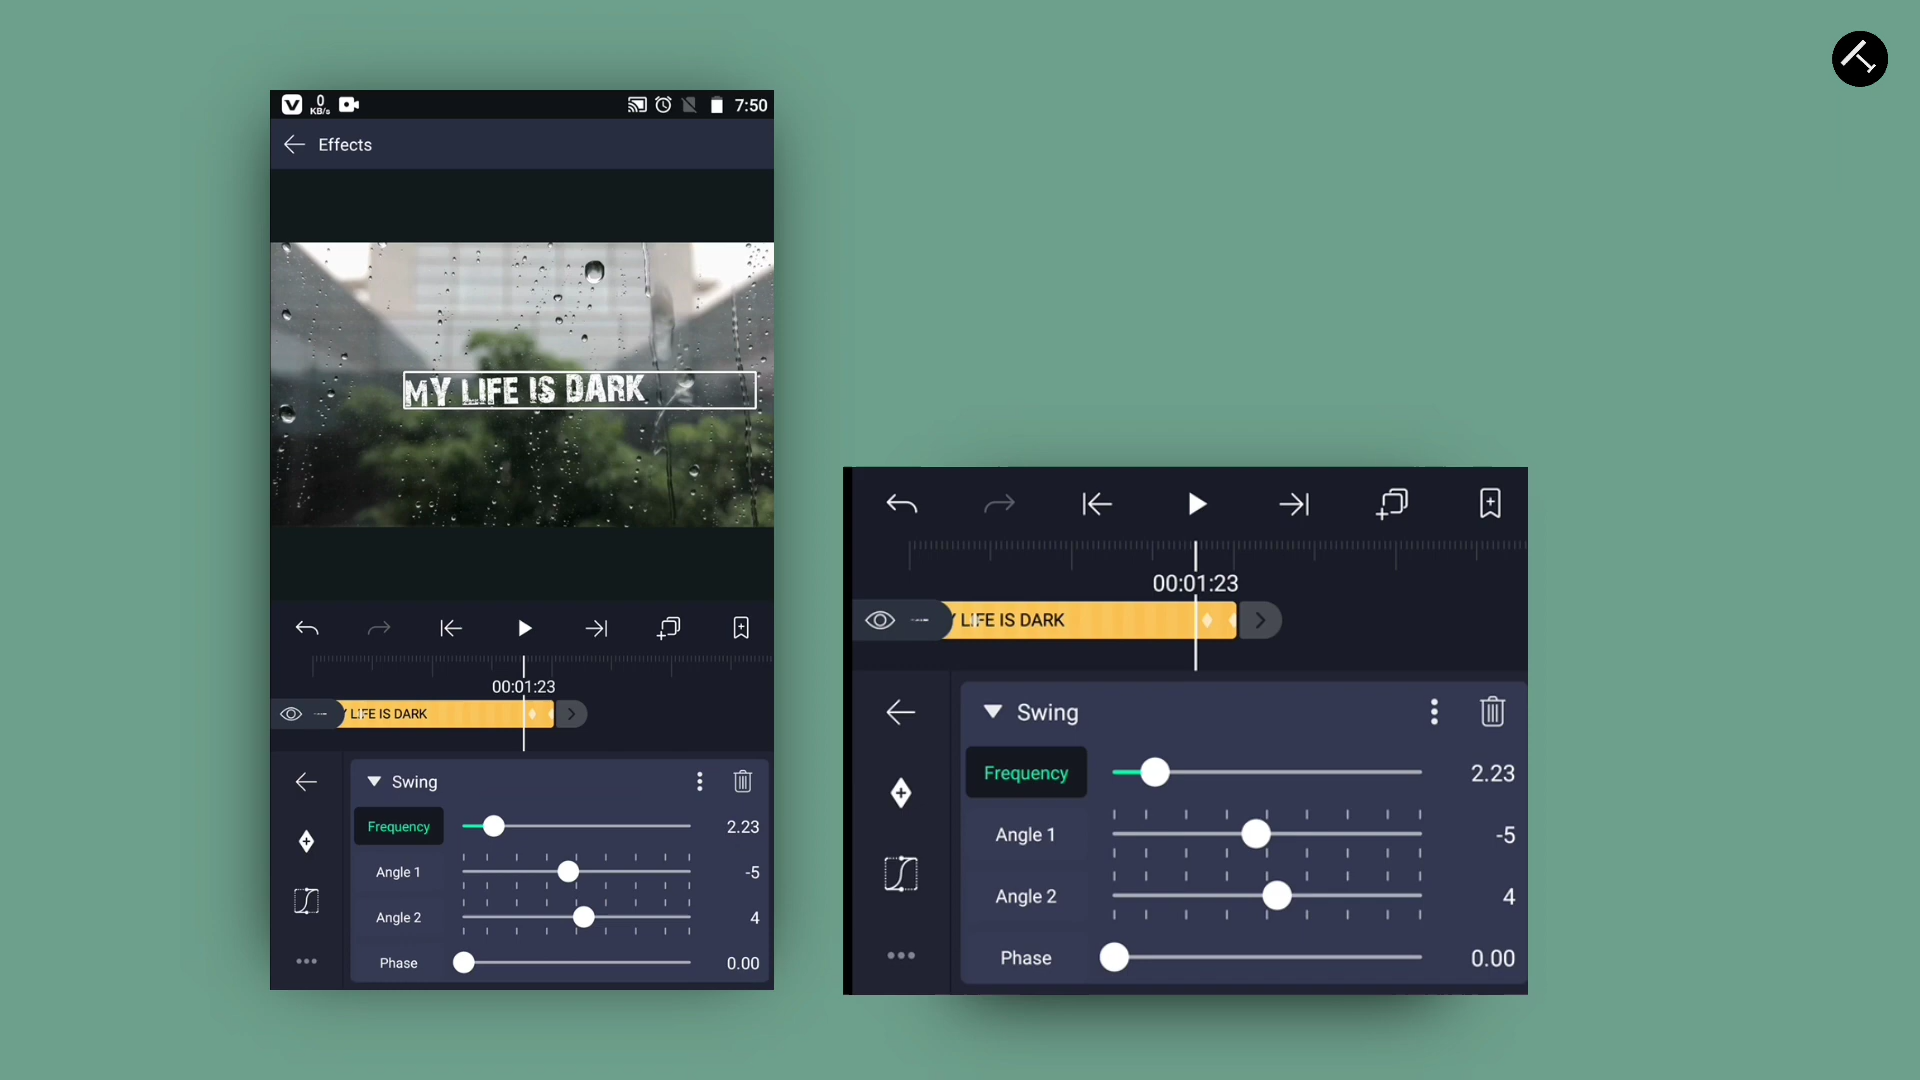 0
KB/s
7:50
Effects
MY LIFE IS DARK
00:01:23
LIFE IS DARK
Swing
Frequency
2.23
Angle 1
-5
Angle 2
4
Phase
0.00
00:01:23
LIFE IS DARK
Swing
Frequency
2.23
Angle 1
-5
Angle 2
4
Phase
0.00